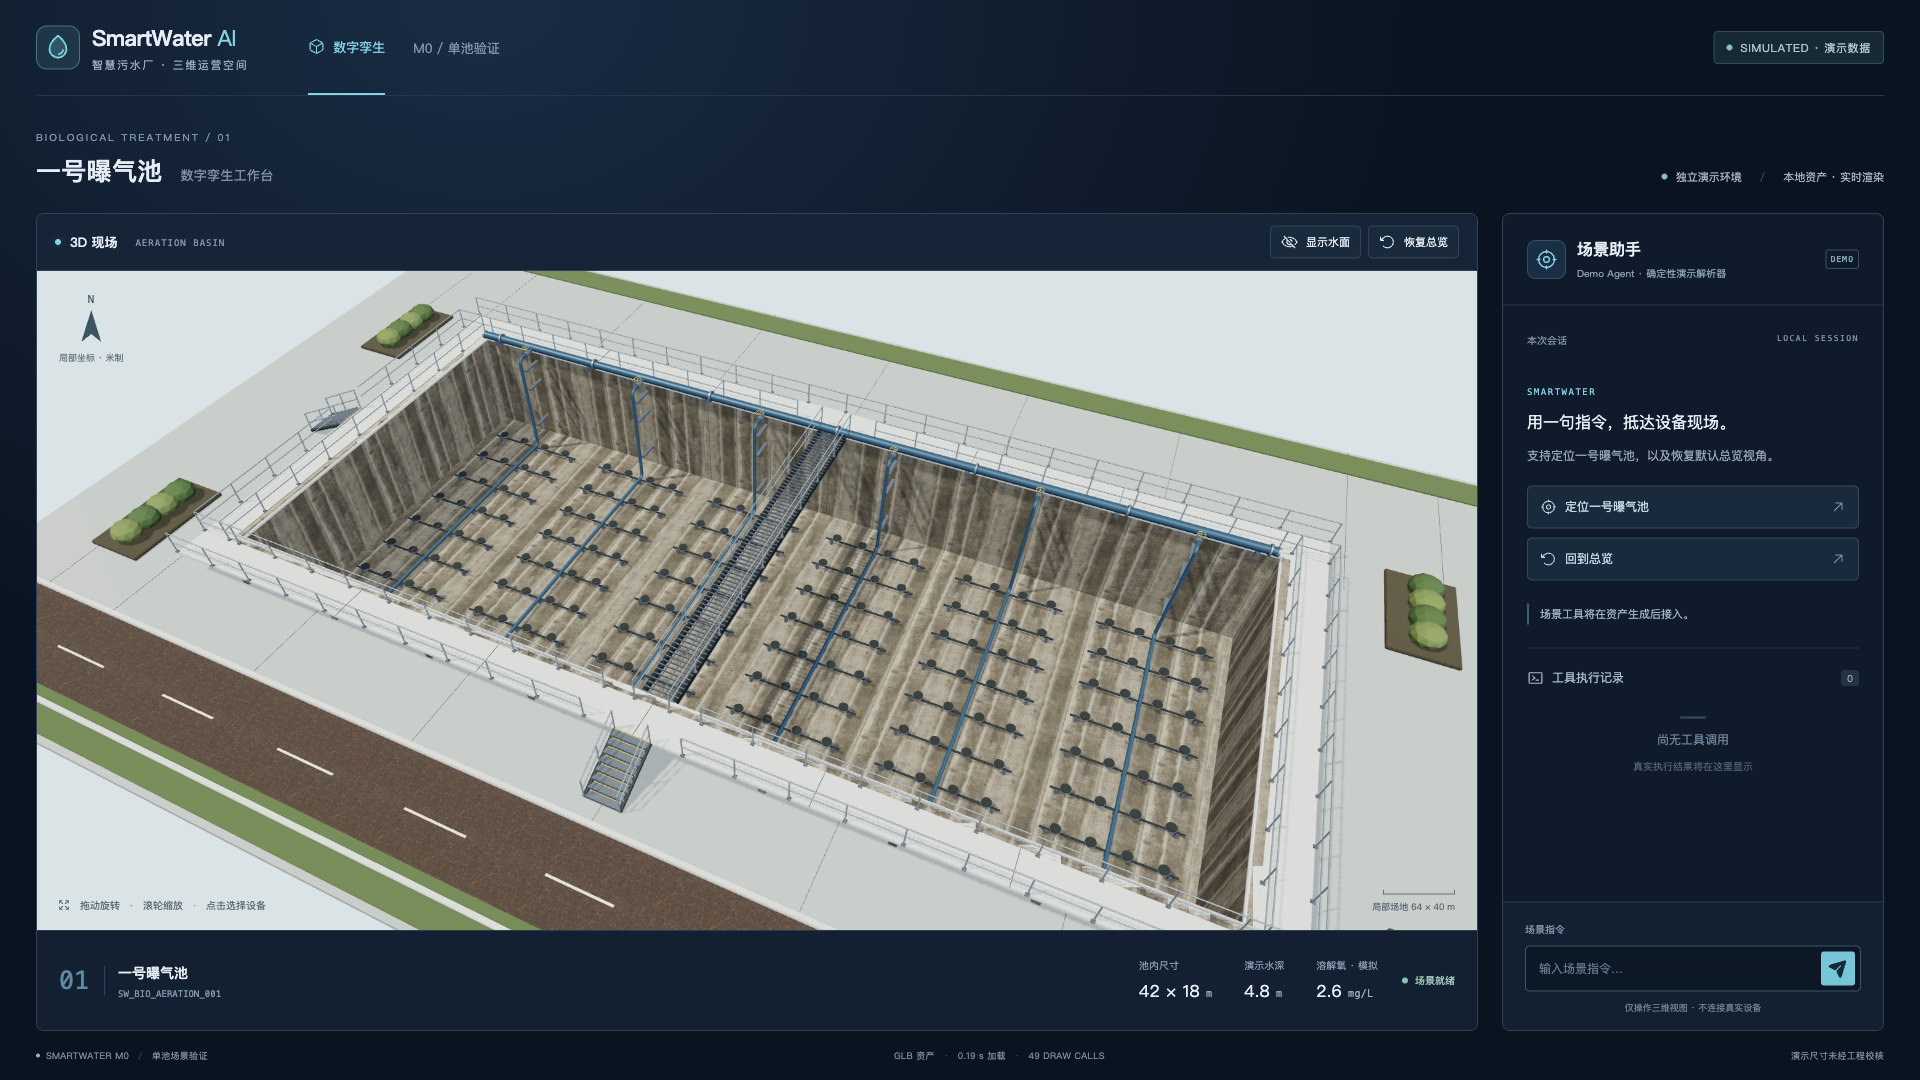 SmartWater AI
智慧污水厂 · 三维运营空间
数字孪生
M0 / 单池验证
SIMULATED · 演示数据
BIOLOGICAL TREATMENT / 01
一号曝气池 数字孪生工作台
独立演示环境 / 本地资产 · 实时渲染
3D 现场 AERATION BASIN
显示水面
恢复总览
N
局部坐标 · 米制
拖动旋转 · 滚轮缩放 · 点击选择设备
局部场地 64 × 40 m
01
一号曝气池
SW_BIO_AERATION_001
池内尺寸
42 × 18 m
演示水深
4.8 m
溶解氧 · 模拟
2.6 mg/L
场景就绪
场景助手
Demo Agent · 确定性演示解析器
DEMO
本次会话
LOCAL SESSION
SMARTWATER
用一句指令，抵达设备现场。
支持定位一号曝气池，以及恢复默认总览视角。
定位一号曝气池
回到总览
场景工具将在资产生成后接入。
工具执行记录
0
尚无工具调用
真实执行结果将在这里显示
场景指令
输入场景指令...
仅操作三维视图 · 不连接真实设备
SMARTWATER M0 / 单池场景验证
GLB 资产 · 0.19 s 加载 · 49 DRAW CALLS
演示尺寸未经工程校核